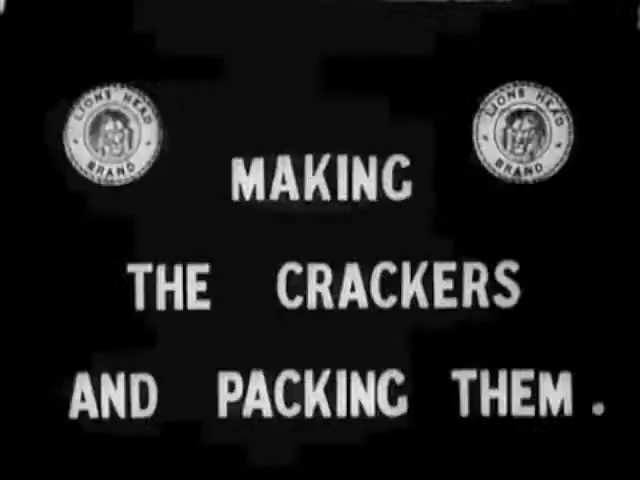 LIONS HEAD
BRAND
LIONS HEAD
BRAND
MAKING
THE CRACKERS
AND PACKING THEM.